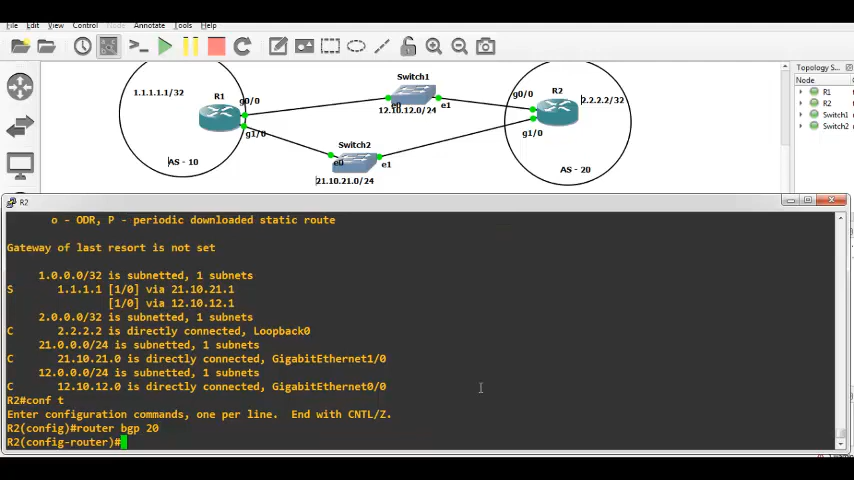 File Edit View Control Node Annotate Tools Help
Topology S
Node
R1
R2
Switch1
Switch2
1.1.1.1/32
R1
g0/0
g1/0
AS - 10
Switch1
e0
e1
12.10.12.0/24
Switch2
e0
e1
21.10.21.0/24
R2
g0/0
2.2.2.2/32
g1/0
AS - 20
R2
o - ODR, P - periodic downloaded static route
Gateway of last resort is not set
1.0.0.0/32 is subnetted, 1 subnets
S 1.1.1.1 [1/0] via 21.10.21.1
[1/0] via 12.10.12.1
2.0.0.0/32 is subnetted, 1 subnets
C 2.2.2.2 is directly connected, Loopback0
21.0.0.0/24 is subnetted, 1 subnets
C 21.10.21.0 is directly connected, GigabitEthernet1/0
12.0.0.0/24 is subnetted, 1 subnets
C 12.10.12.0 is directly connected, GigabitEthernet0/0
R2#conf t
Enter configuration commands, one per line. End with CNTL/Z.
R2(config)#router bgp 20
R2(config-router)#